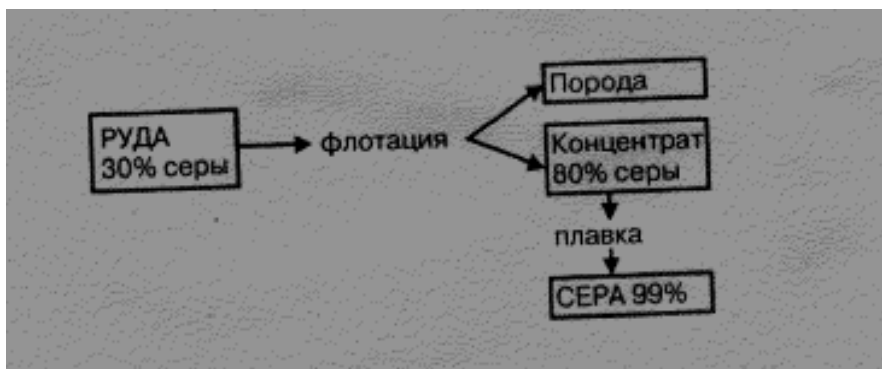 РУДА
30% серы
флотация
Порода
Концентрат
80% серы
плавка
СЕРА 99%